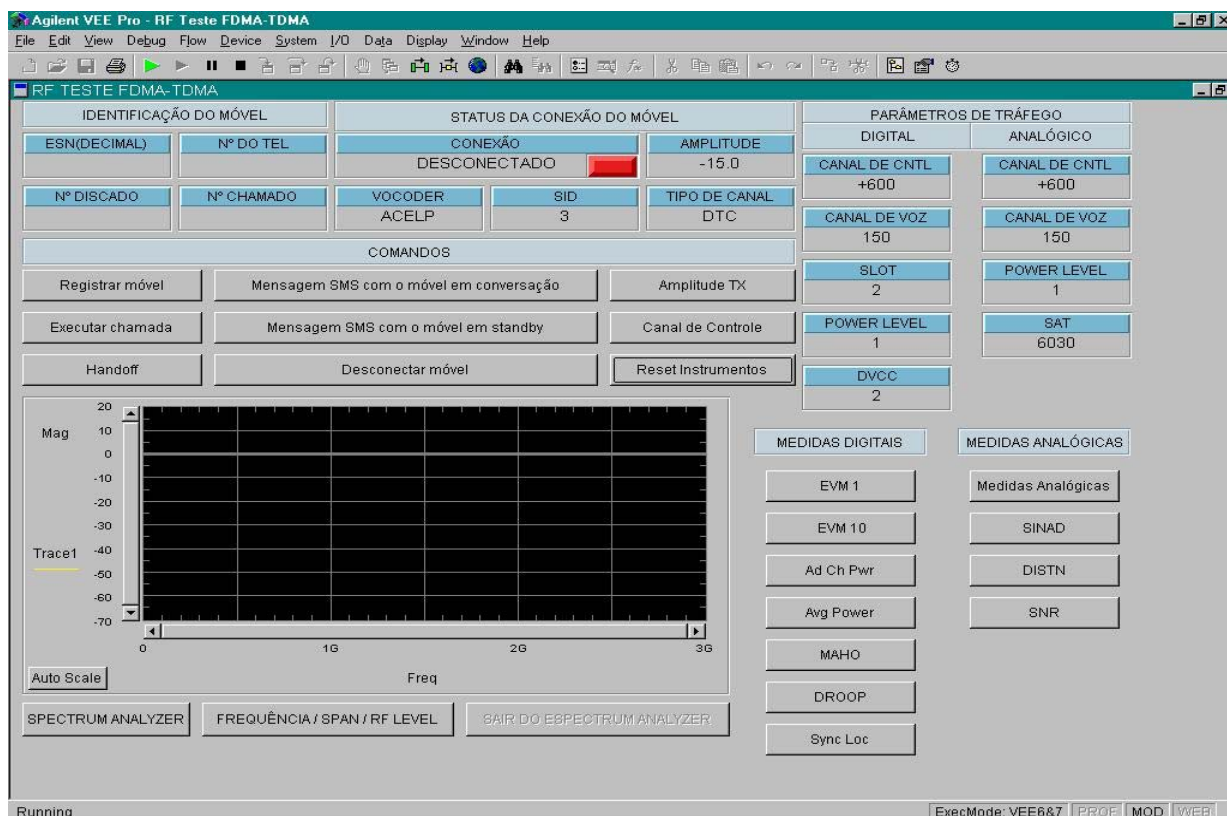 Agilent VEE Pro - RF Teste FDMA-TDMA
File Edit View Debug Flow Device System I/O Data Display Window Help
RF TESTE FDMA-TDMA
IDENTIFICAÇÃO DO MÓVEL
STATUS DA CONEXÃO DO MÓVEL
PARÂMETROS DE TRÁFEGO
DIGITAL
ANALÓGICO
ESN(DECIMAL)
Nº DO TEL
CONEXÃO
DESCONECTADO
AMPLITUDE
-15.0
CANAL DE CNTL
+600
CANAL DE CNTL
+600
Nº DISCADO
Nº CHAMADO
VOCODER
ACELP
SID
3
TIPO DE CANAL
DTC
CANAL DE VOZ
150
CANAL DE VOZ
150
COMANDOS
SLOT
2
POWER LEVEL
1
Registrar móvel
Mensagem SMS com o móvel em conversação
Amplitude TX
Executar chamada
Mensagem SMS com o móvel em standby
Canal de Controle
POWER LEVEL
1
SAT
6030
Handoff
Desconectar móvel
Reset Instrumentos
DVCC
2
Mag
20
10
0
-10
-20
-30
-40
-50
-60
-70
Trace1
0
1G
2G
3G
Auto Scale
Freq
SPECTRUM ANALYZER
FREQUÊNCIA / SPAN / RF LEVEL
SAIR DO ESPECTRUM ANALYZER
MEDIDAS DIGITAIS
EVM 1
EVM 10
Ad Ch Pwr
Avg Power
MAHO
DROOP
Sync Loc
MEDIDAS ANALÓGICAS
Medidas Analógicas
SINAD
DISTN
SNR
Running
ExecMode: VEE6&7 PROF MOD WEB